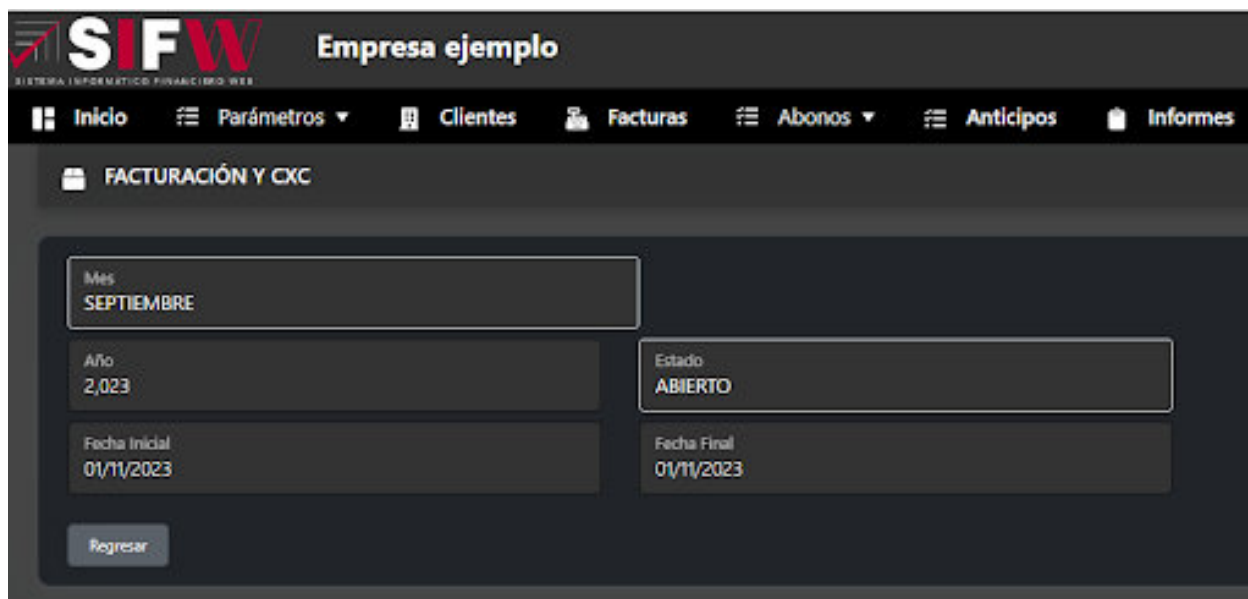 SIFW
SISTEMA INFORMÁTICO FINANCIERO WEB
Empresa ejemplo
Inicio Parámetros Clientes Facturas Abonos Anticipos Informes
FACTURACIÓN Y CXC
Mes
SEPTIEMBRE
Año Estado
2,023 ABIERTO
Fecha Inicial Fecha Final
01/11/2023 01/11/2023
Regresar